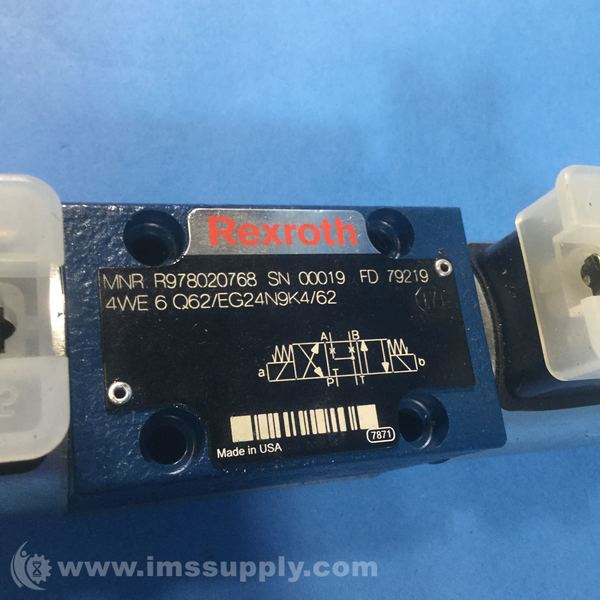 Rexroth
MNR R978020768 SN 00019 FD 79219
4WE 6 Q62/EG24N9K4/62
A B
a b
P T
Made in USA
7871
2
www.imssupply.com